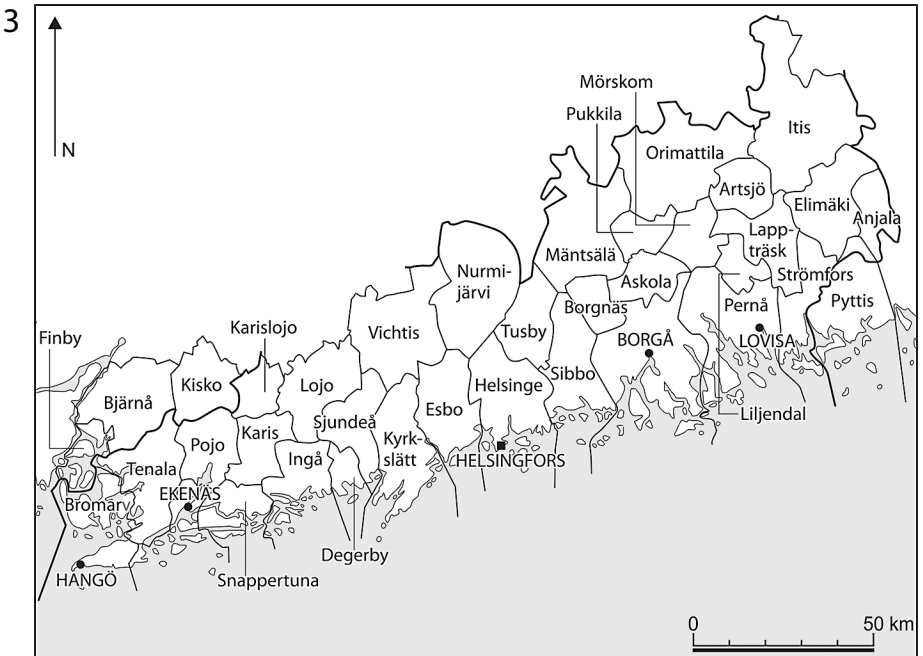 3
N
Mörskom
Pukkila
Itis
Orimattila
Artsjö
Elimäki
Anjala
Lapp-
träsk
Mäntsälä
Nurmi-
järvi
Askola
Strömfors
Borgnäs
Pernå
Pyttis
Finby
Karislojo
Vichtis
Tusby
BORGÅ
LOVISA
Kisko
Lojo
Helsinge
Sibbo
Bjärnå
Sjundeå
Esbo
Liljendal
Pojo
Karis
Kyrk-
slätt
Ingå
HELSINGFORS
Tenala
EKENÄS
Bromarv
Degerby
HANGÖ
Snappertuna
0
50 km